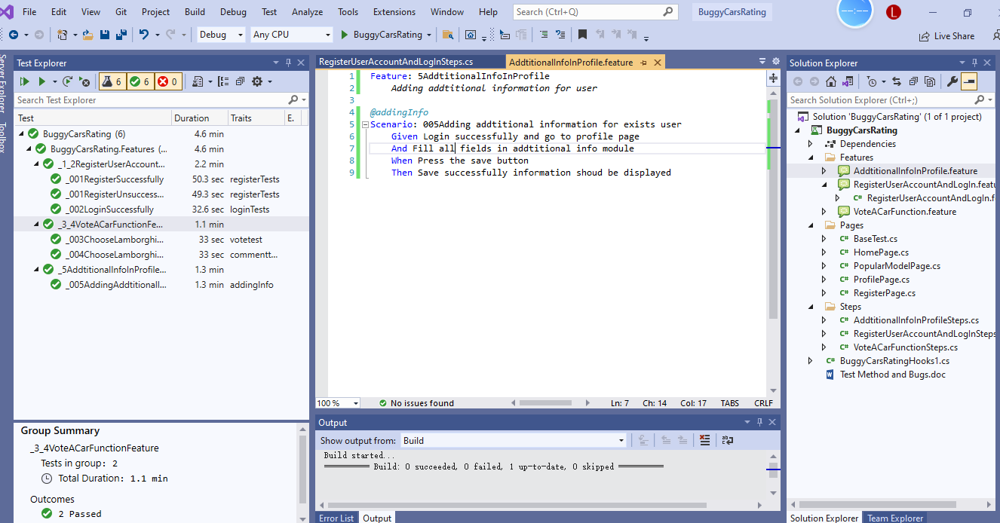 File Edit View Git Project Build Debug Test Analyze Tools Extensions Window Help Search (Ctrl+Q) BuggyCarsRating --:-- L
Debug Any CPU BuggyCarsRating Live Share
Server Explorer
Toolbox
Test Explorer
6 6 0
Search Test Explorer
Test Duration Traits E.
BuggyCarsRating (6) 4.6 min
BuggyCarsRating.Features (... 4.6 min
_1_2RegisterUserAccount... 2.2 min
_001RegisterSuccessfully 50.3 sec registerTests
_001RegisterUnsuccess... 49.3 sec registerTests
_002LoginSuccessfully 32.6 sec loginTests
_3_4VoteACarFunctionFe... 1.1 min
_003ChooseLamborghi... 33 sec votetest
_004ChooseLamborghi... 33 sec commentt...
_5AddtitionalInfoInProfile... 1.3 min
_005AddingAddtitionall... 1.3 min addingInfo
Group Summary
_3_4VoteACarFunctionFeature
Tests in group: 2
Total Duration: 1.1 min
Outcomes
2 Passed
RegisterUserAccountAndLogInSteps.cs AddtitionalInfoInProfile.feature
1 Feature: 5AddtitionalInfoInProfile
2 Adding addtitional information for user
3
4 @addingInfo
5 Scenario: 005Adding addtitional information for exists user
6 Given Login successfully and go to profile page
7 And Fill all fields in addtitional info module
8 When Press the save button
9 Then Save successfully information shoud be displayed
100 % No issues found Ln: 7 Ch: 14 Col: 17 TABS CRLF
Output
Show output from: Build
Build started...
========== Build: 0 succeeded, 0 failed, 1 up-to-date, 0 skipped ==========
Error List Output
Solution Explorer
Search Solution Explorer (Ctrl+;)
Solution 'BuggyCarsRating' (1 of 1 project)
BuggyCarsRating
Dependencies
Features
AddtitionalInfoInProfile.feature
RegisterUserAccountAndLogIn.featu
RegisterUserAccountAndLogIn.f
VoteACarFunction.feature
Pages
BaseTest.cs
HomePage.cs
PopularModelPage.cs
ProfilePage.cs
RegisterPage.cs
Steps
AddtitionalInfoInProfileSteps.cs
RegisterUserAccountAndLogInSteps
VoteACarFunctionSteps.cs
BuggyCarsRatingHooks1.cs
Test Method and Bugs.doc
Solution Explorer Team Explorer